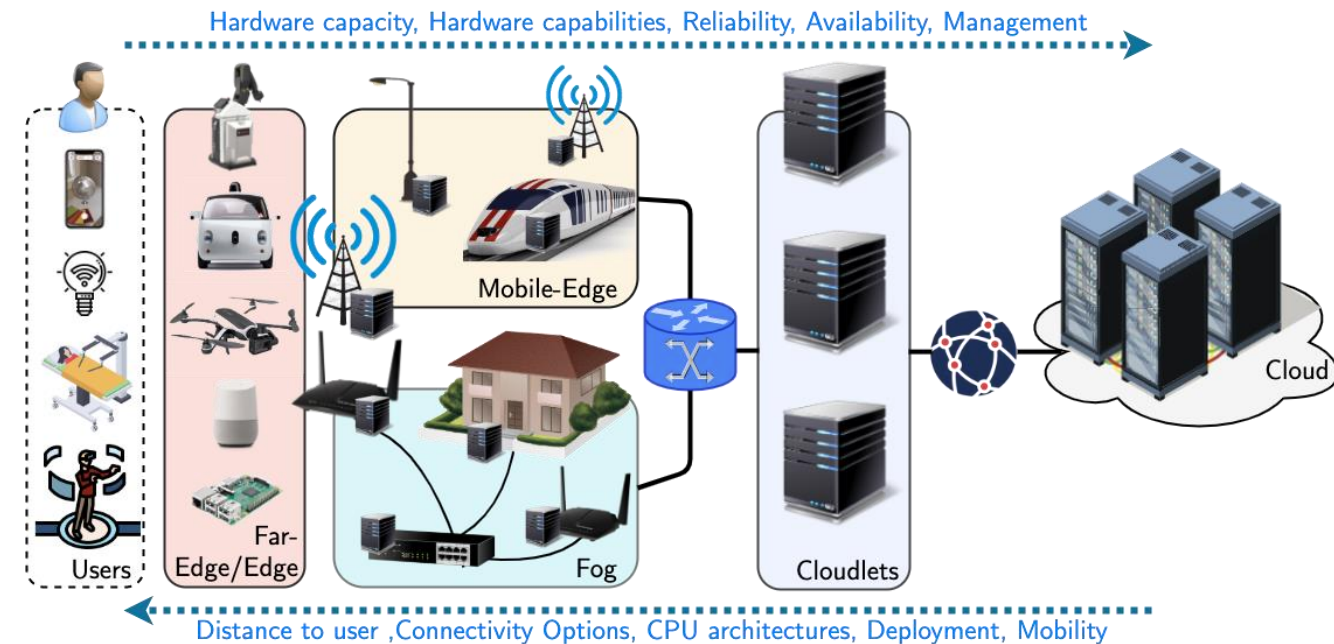 Hardware capacity, Hardware capabilities, Reliability, Availability, Management
Mobile-Edge
Cloud
Far-
Edge/Edge
Users
Fog
Cloudlets
Distance to user ,Connectivity Options, CPU architectures, Deployment, Mobility